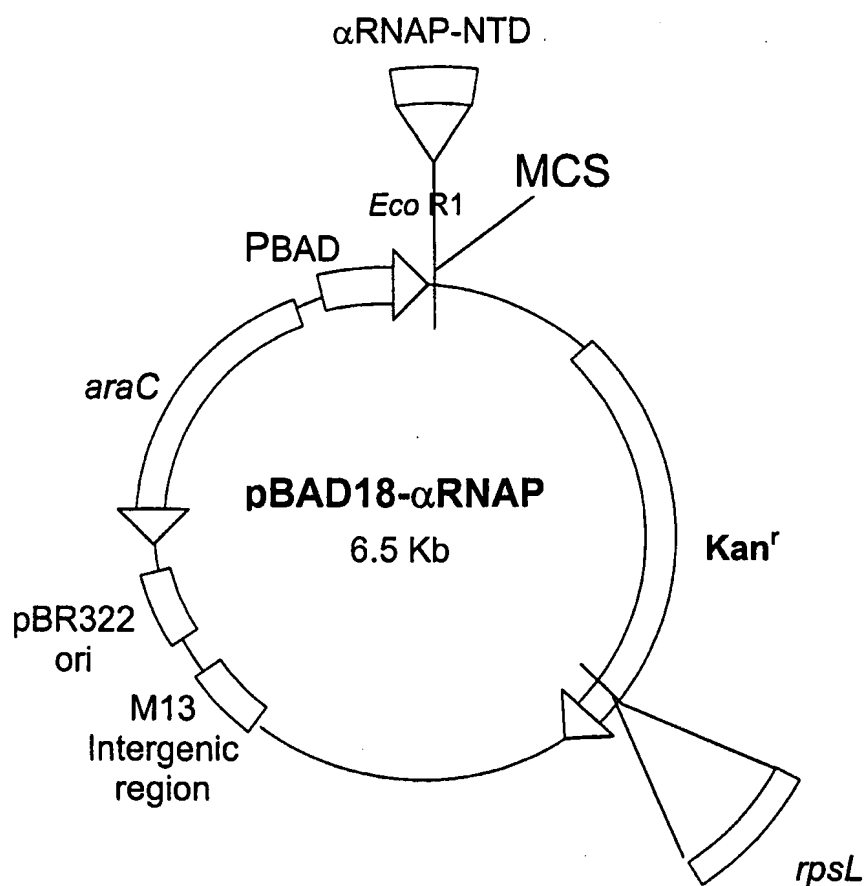 αRNAP-NTD
Eco R1
MCS
PBAD
araC
pBAD18-αRNAP
6.5 Kb
Kanʳ
pBR322
ori
M13
Intergenic
region
rpsL